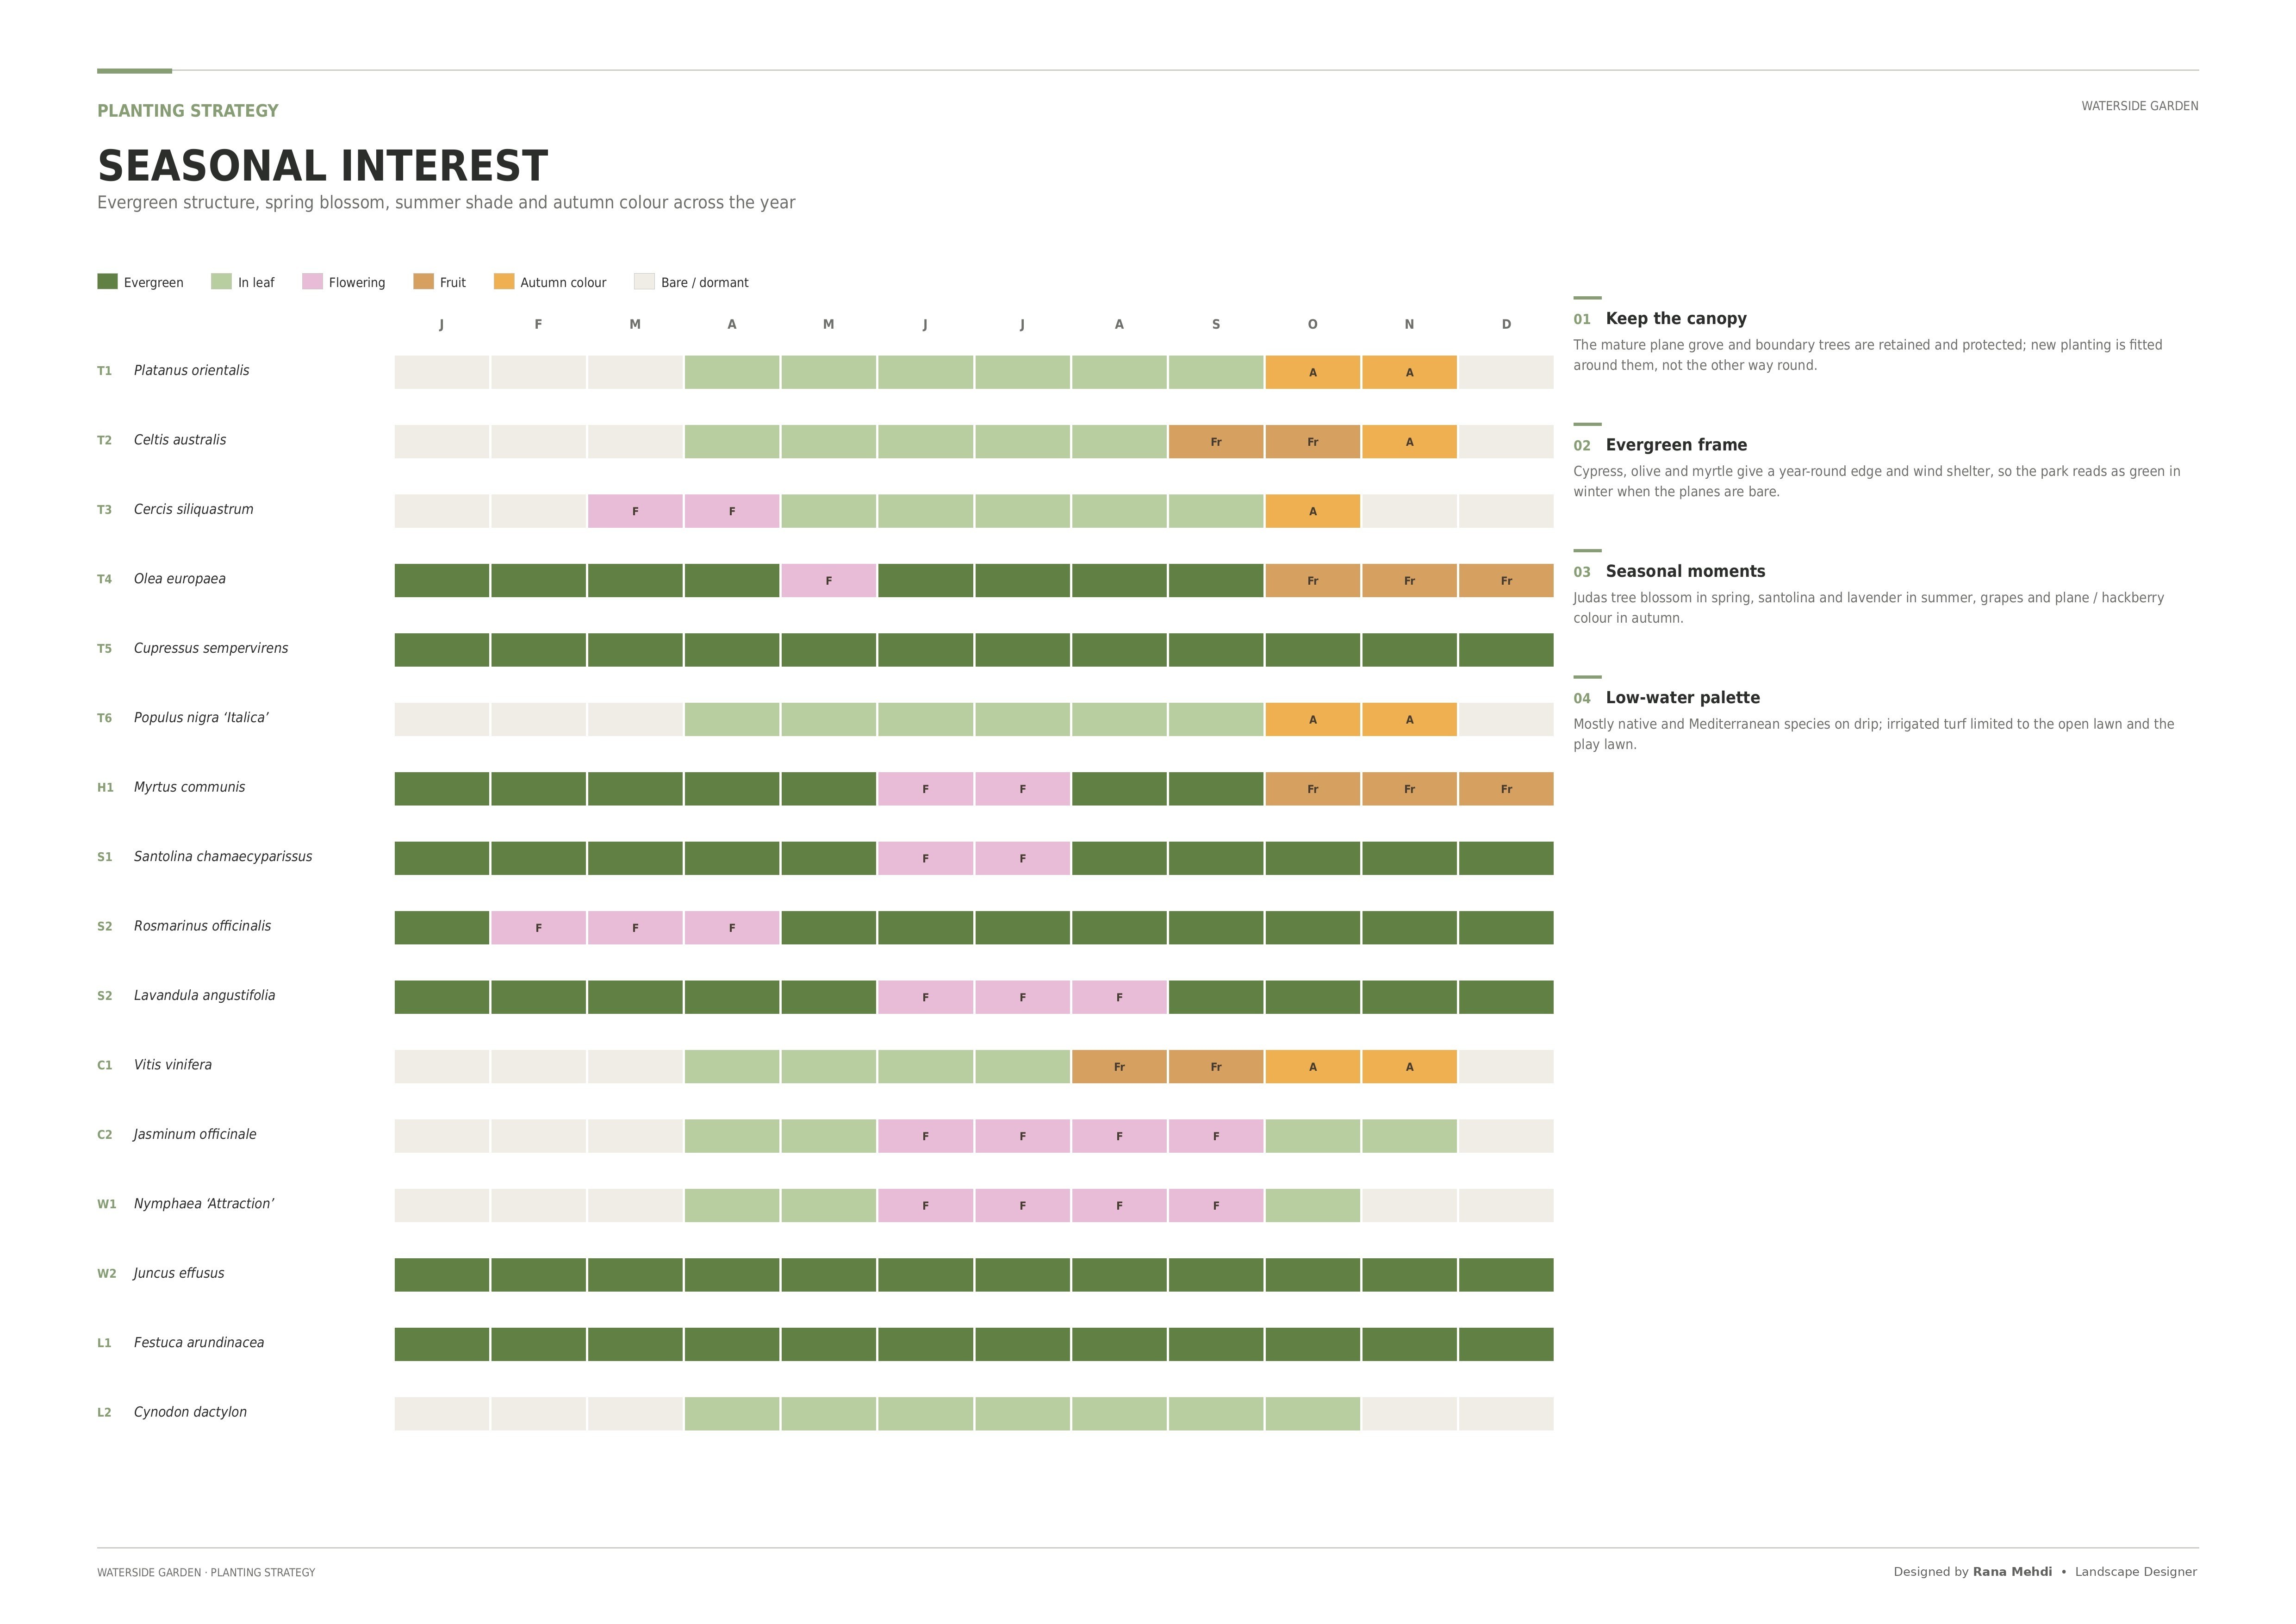 PLANTING STRATEGY
WATERSIDE GARDEN
SEASONAL INTEREST
Evergreen structure, spring blossom, summer shade and autumn colour across the year
Evergreen In leaf Flowering Fruit Autumn colour Bare / dormant
J F M A M J J A S O N D
T1 Platanus orientalis A A
T2 Celtis australis Fr Fr A
T3 Cercis siliquastrum F F A
T4 Olea europaea F Fr Fr Fr
T5 Cupressus sempervirens
T6 Populus nigra ‘Italica’ A A
H1 Myrtus communis F F Fr Fr Fr
S1 Santolina chamaecyparissus F F
S2 Rosmarinus officinalis F F F
S2 Lavandula angustifolia F F F
C1 Vitis vinifera Fr Fr A A
C2 Jasminum officinale F F F F
W1 Nymphaea ‘Attraction’ F F F F
W2 Juncus effusus
L1 Festuca arundinacea
L2 Cynodon dactylon
01 Keep the canopy
The mature plane grove and boundary trees are retained and protected; new planting is fitted
around them, not the other way round.
02 Evergreen frame
Cypress, olive and myrtle give a year-round edge and wind shelter, so the park reads as green in
winter when the planes are bare.
03 Seasonal moments
Judas tree blossom in spring, santolina and lavender in summer, grapes and plane / hackberry
colour in autumn.
04 Low-water palette
Mostly native and Mediterranean species on drip; irrigated turf limited to the open lawn and the
play lawn.
WATERSIDE GARDEN · PLANTING STRATEGY
Designed by Rana Mehdi • Landscape Designer